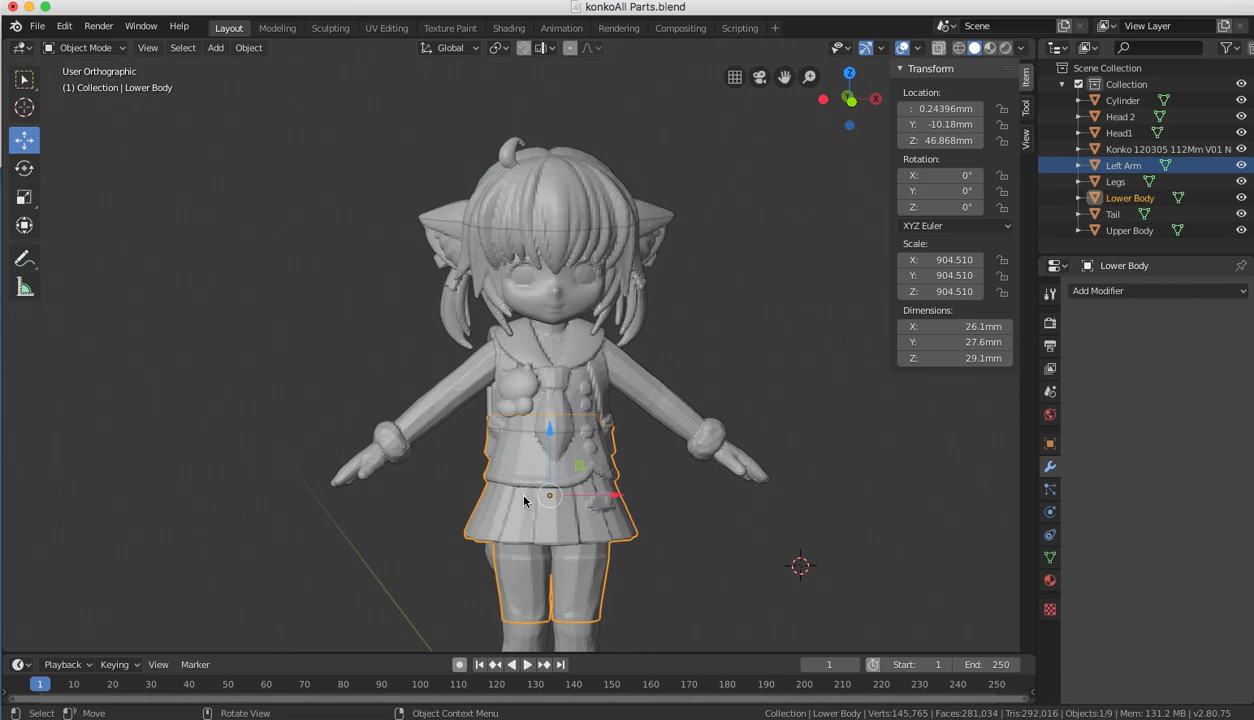 konkoAll Parts.blend
File Edit Render Window Help Layout Modeling Sculpting UV Editing Texture Paint Shading Animation Rendering Compositing Scripting + Scene View Layer
Object Mode View Select Add Object Global
User Orthographic
(1) Collection | Lower Body
Z
Y
X
Transform
Location:
: 0.24396mm
Y: -10.18mm
Z: 46.868mm
Rotation:
X: 0°
Y: 0°
Z: 0°
XYZ Euler
Scale:
X: 904.510
Y: 904.510
Z: 904.510
Dimensions:
X: 26.1mm
Y: 27.6mm
Z: 29.1mm
Item
Tool
View
Scene Collection
Collection
Cylinder
Head 2
Head1
Konko 120305 112Mm V01 N
Left Arm
Legs
Lower Body
Tail
Upper Body
Lower Body
Add Modifier
Playback Keying View Marker 1 Start: 1 End: 250
1 10 20 30 40 50 60 70 80 90 100 110 120 130 140 150 160 170 180 190 200 210 220 230 240 250
Select Move Rotate View Object Context Menu Collection | Lower Body | Verts:145,765 | Faces:281,034 | Tris:292,016 | Objects:1/9 | Mem: 131.2 MB | v2.80.75